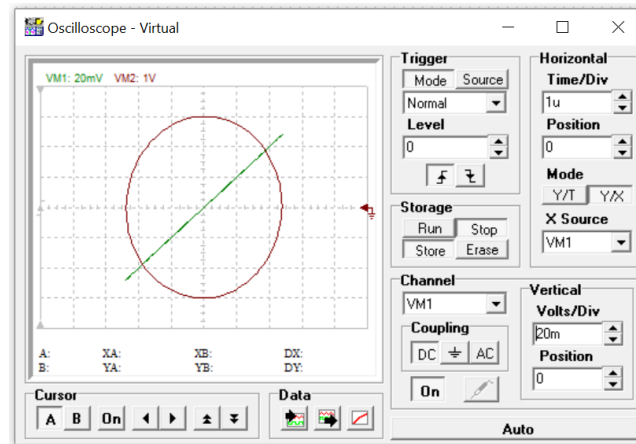 Oscilloscope - Virtual
VM1: 20mV VM2: 1V
A: XA: XB: DX:
B: YA: YB: DY:
Cursor
A B On
Data
Trigger
Mode Source
Normal
Level
0
Storage
Run Stop
Store Erase
Channel
VM1
Coupling
DC AC
On
Horizontal
Time/Div
1u
Position
0
Mode
Y/T Y/X
X Source
VM1
Vertical
Volts/Div
20m
Position
0
Auto